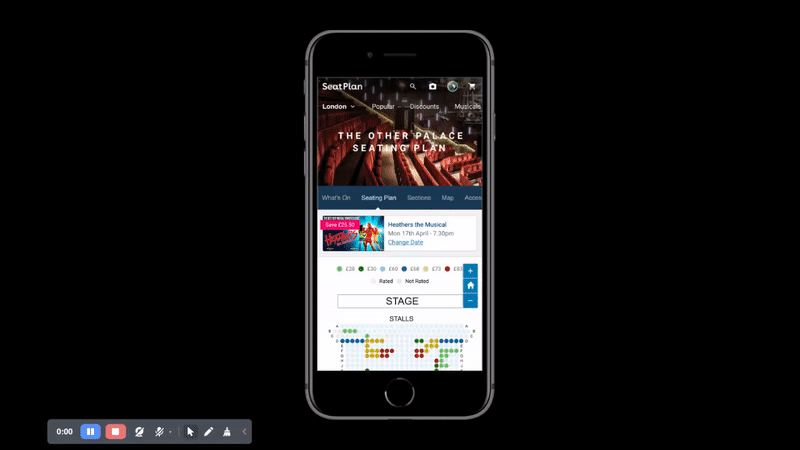 SeatPlan
London Popular Discounts Musicals
THE OTHER PALACE
SEATING PLAN
What's On Seating Plan Sections Map Acces
Save £25.50
Heathers the Musical
Mon 17th April - 7.30pm
Change Date
£28 £30 £60 £68 £75
Rated Not Rated
STAGE
STALLS
0:00